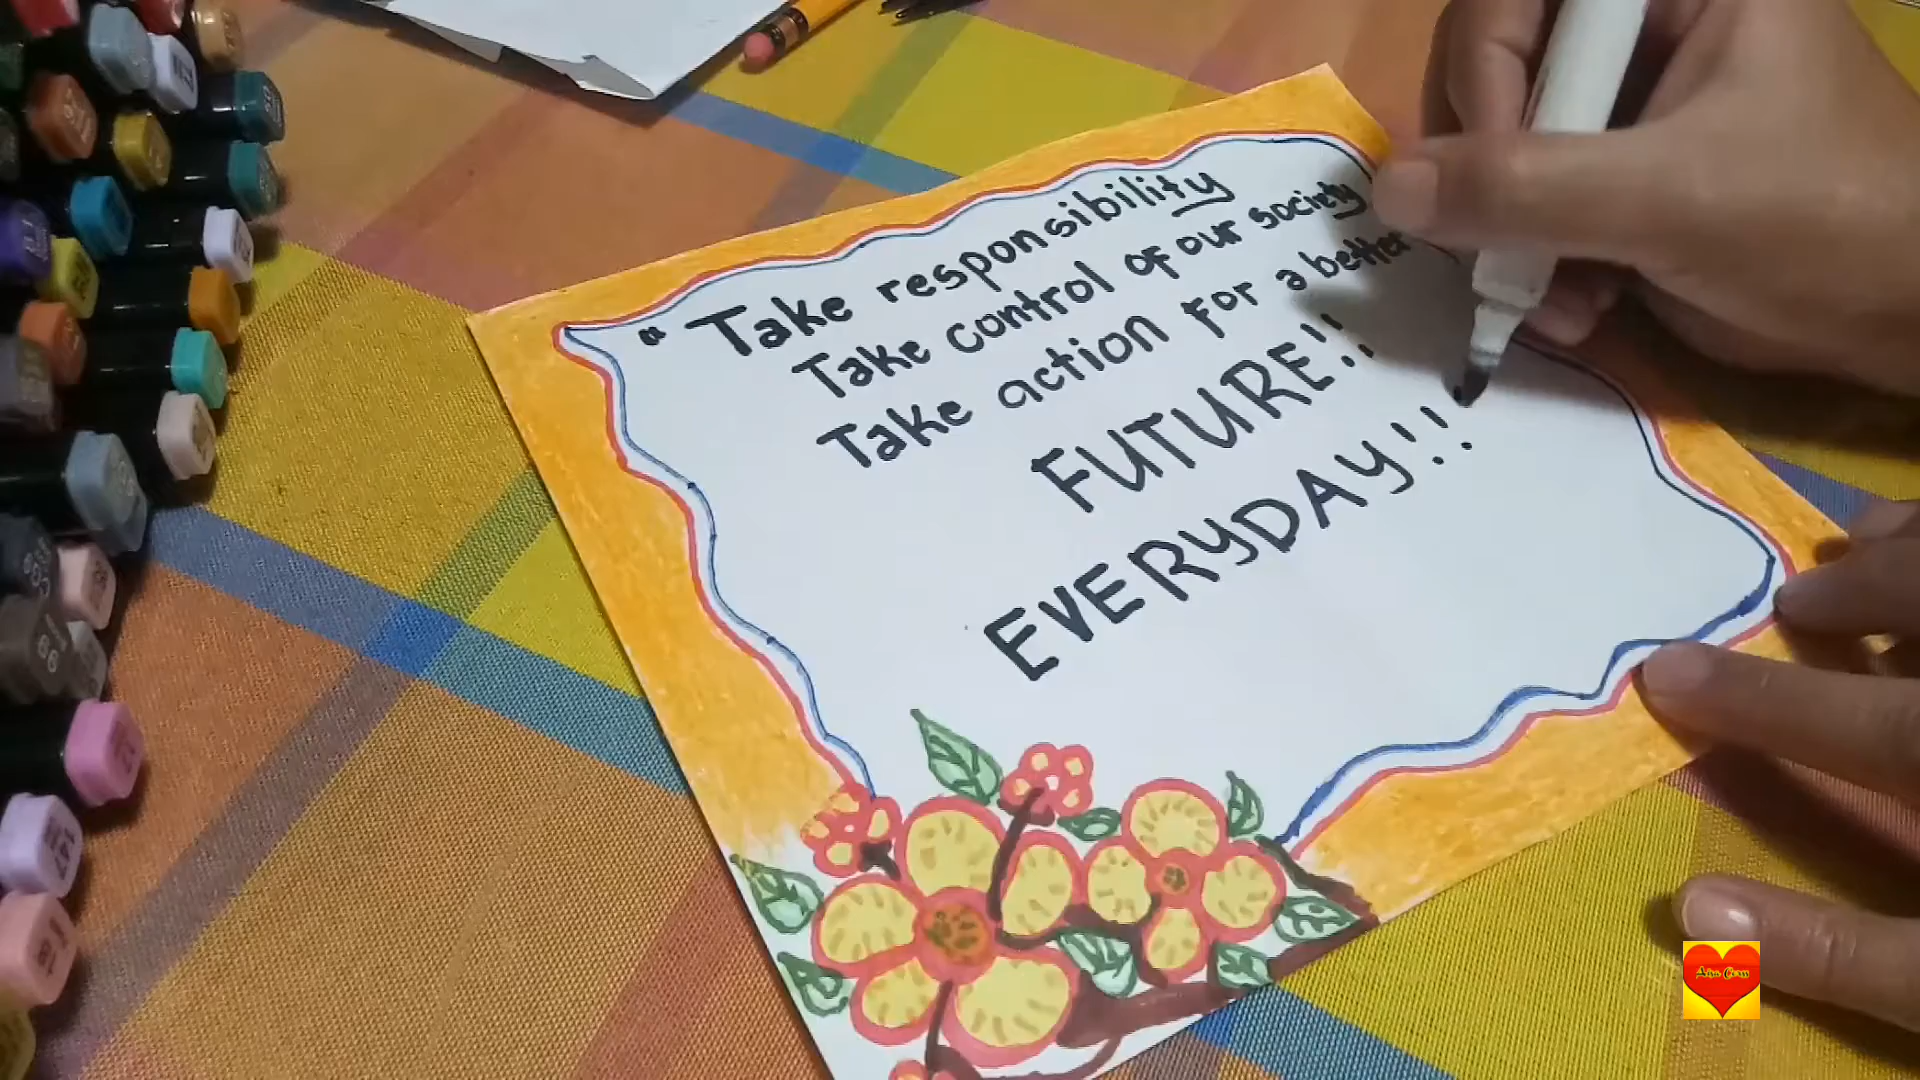 " Take responsibility
Take control of our society
Take action for a better
FUTURE!!
EVERYDAY!!